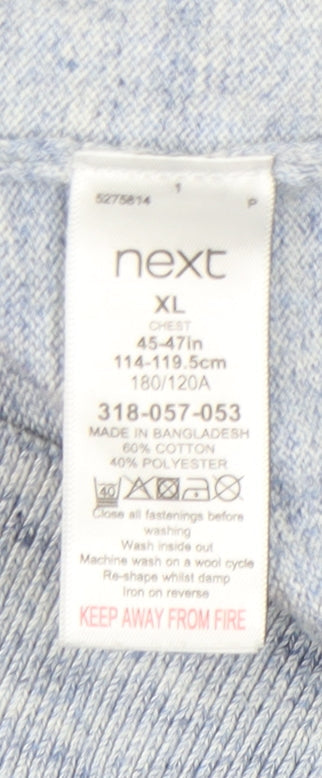 1
5275814 P
next
XL
CHEST
45-47in
114-119.5cm
180/120A
318-057-053
MADE IN BANGLADESH
60% COTTON
40% POLYESTER
40
Close all fastenings before
washing
Wash inside out
Machine wash on a wool cycle
Re-shape whilst damp
Iron on reverse
KEEP AWAY FROM FIRE